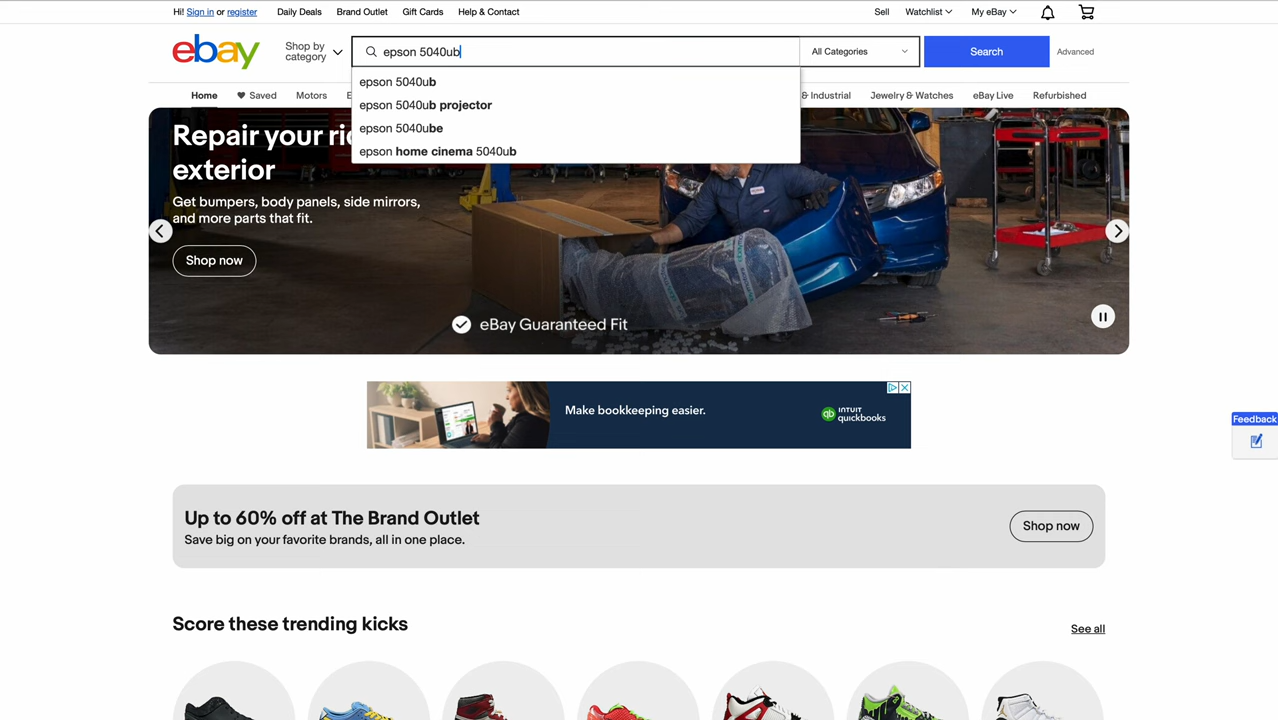 Hi! Sign in or register
Daily Deals
Brand Outlet
Gift Cards
Help & Contact
Sell
Watchlist
My eBay
ebay
Shop by category
epson 5040ub
All Categories
Search
Advanced
epson 5040ub
epson 5040ub projector
epson 5040ube
epson home cinema 5040ub
Home
Saved
Motors
E
& Industrial
Jewelry & Watches
eBay Live
Refurbished
Repair your ri
exterior
Get bumpers, body panels, side mirrors,
and more parts that fit.
Shop now
eBay Guaranteed Fit
Make bookkeeping easier.
qb INTUIT
quickbooks
Feedback
Up to 60% off at The Brand Outlet
Save big on your favorite brands, all in one place.
Shop now
Score these trending kicks
See all